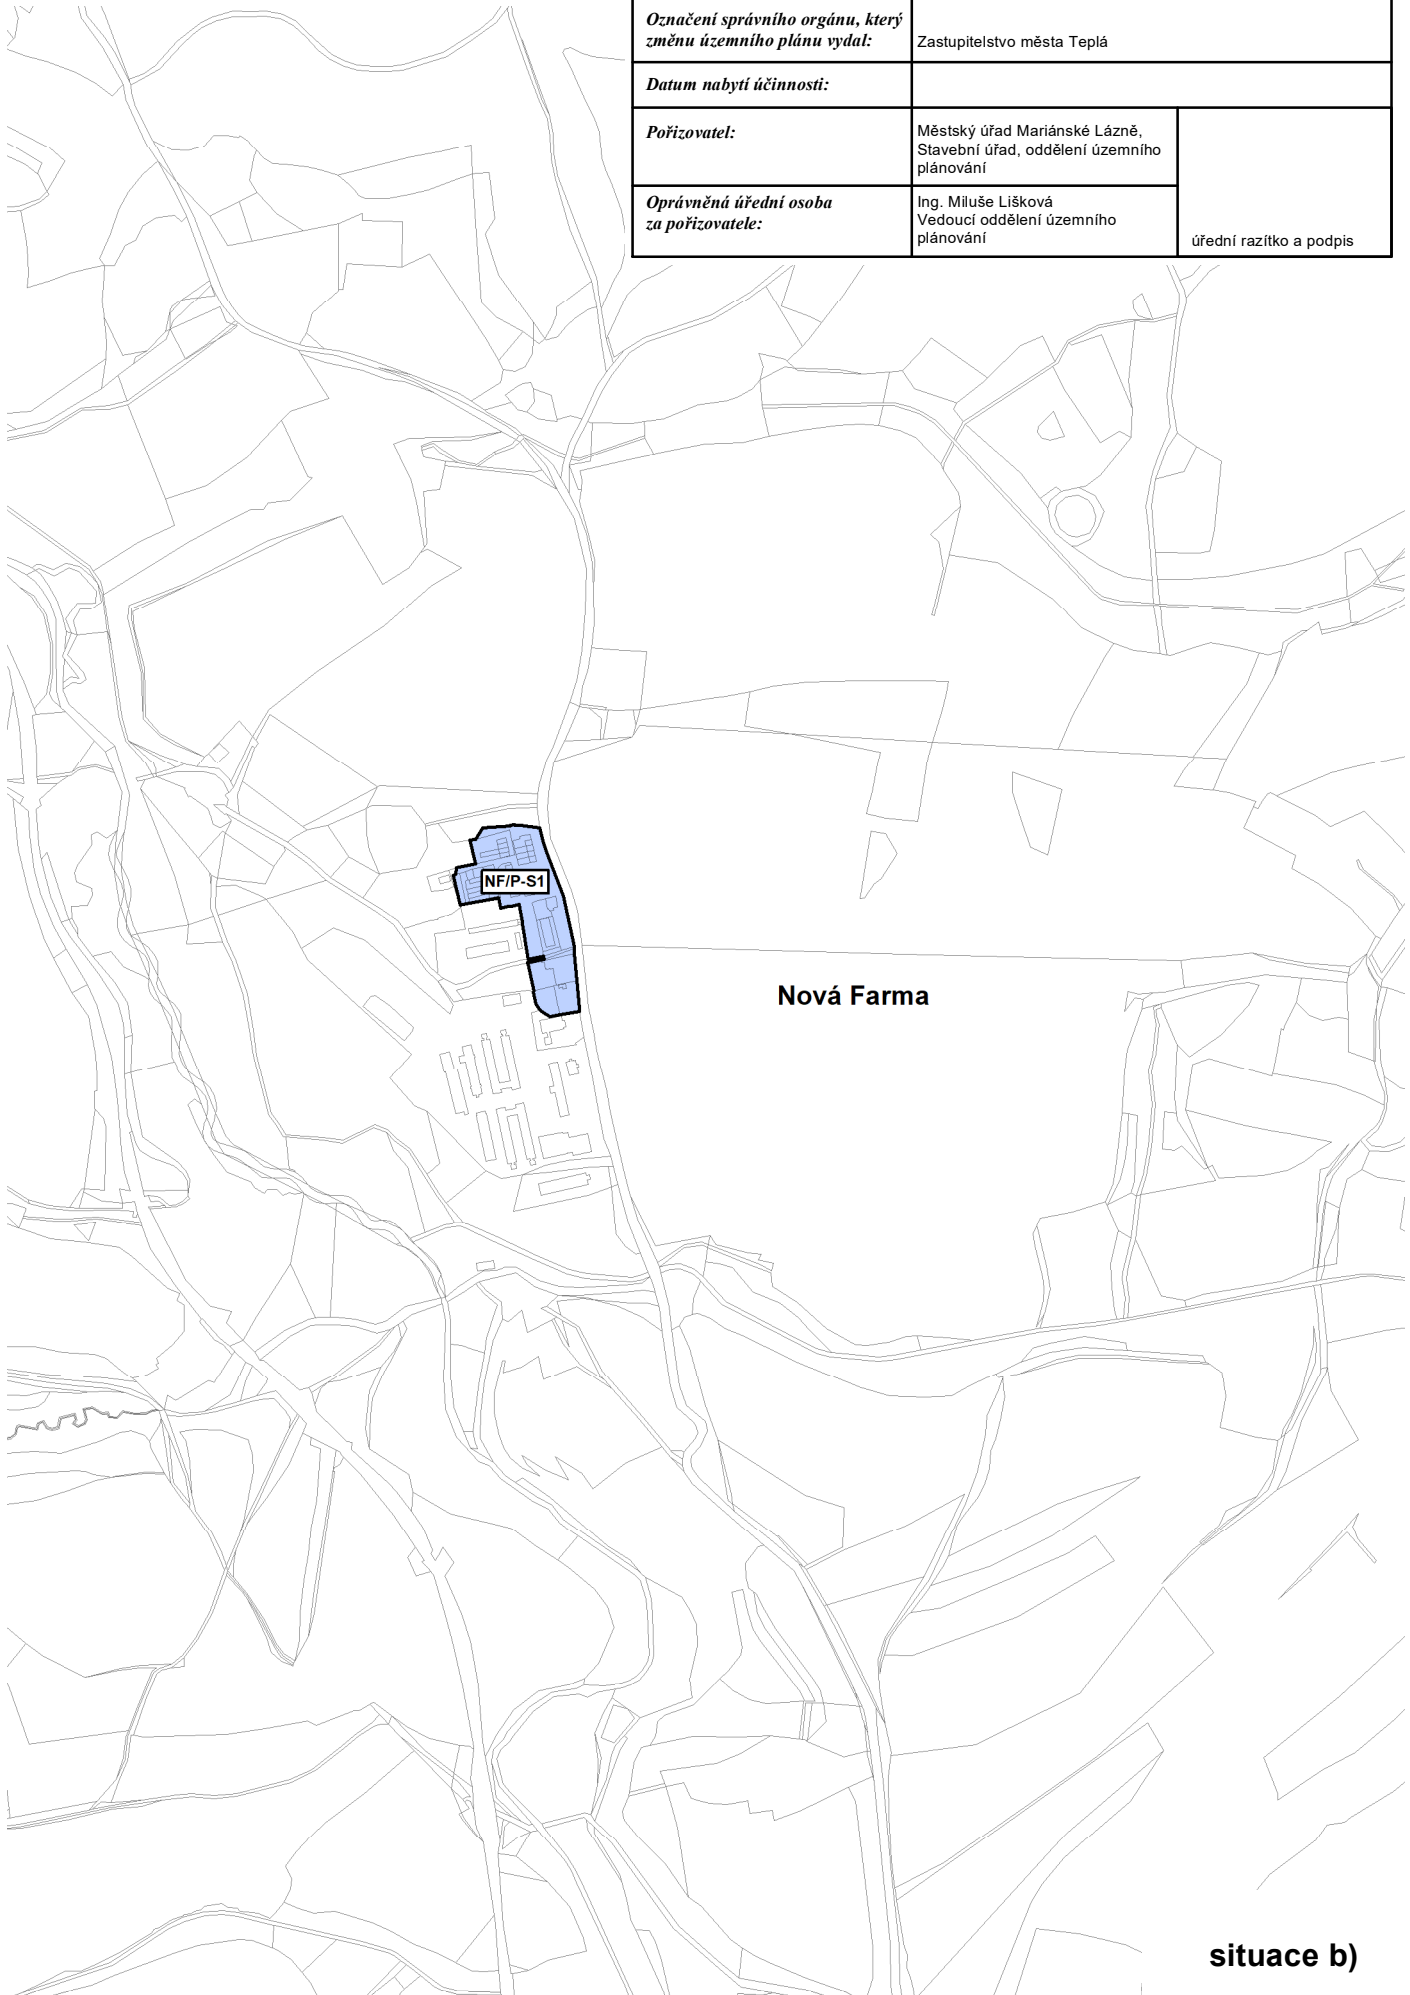 Označení správního orgánu, který
změnu územního plánu vydal:
Zastupitelstvo města Teplá
Datum nabytí účinnosti:
Pořizovatel:
Městský úřad Mariánské Lázně,
Stavební úřad, oddělení územního
plánování
Oprávněná úřední osoba
za pořizovatele:
Ing. Miluše Lišková
Vedoucí oddělení územního
plánování
úřední razítko a podpis
NF/P-S1
Nová Farma
situace b)